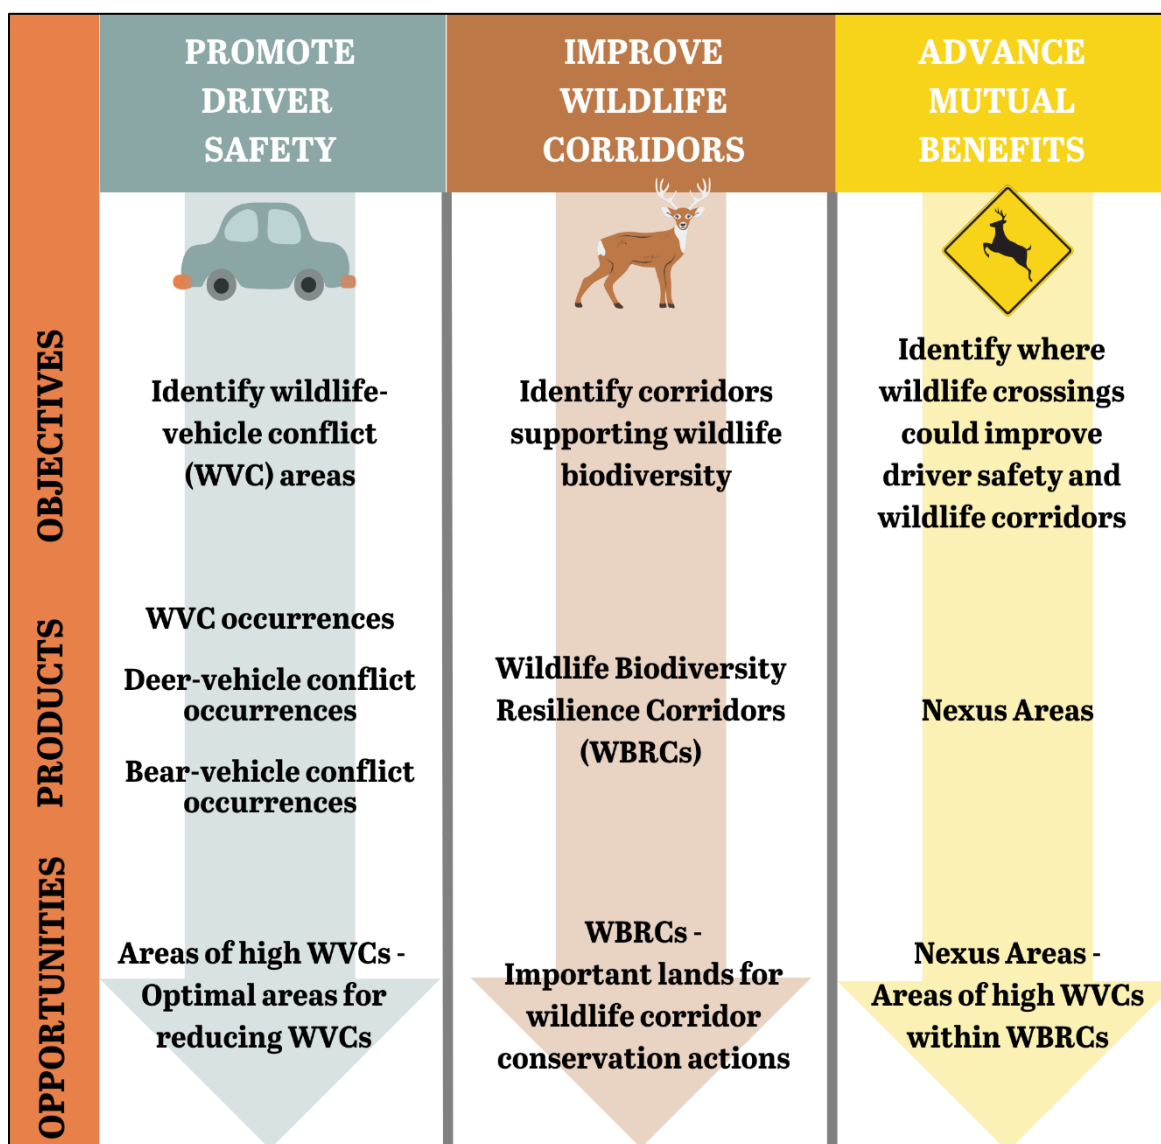 PROMOTE
DRIVER
SAFETY
IMPROVE
WILDLIFE
CORRIDORS
ADVANCE
MUTUAL
BENEFITS
OBJECTIVES
Identify wildlife-
vehicle conflict
(WVC) areas
Identify corridors
supporting wildlife
biodiversity
Identify where
wildlife crossings
could improve
driver safety and
wildlife corridors
PRODUCTS
WVC occurrences
Deer-vehicle conflict
occurrences
Bear-vehicle conflict
occurrences
Wildlife Biodiversity
Resilience Corridors
(WBRCs)
Nexus Areas
OPPORTUNITIES
Areas of high WVCs -
Optimal areas for
reducing WVCs
WBRCs -
Important lands for
wildlife corridor
conservation actions
Nexus Areas -
Areas of high WVCs
within WBRCs